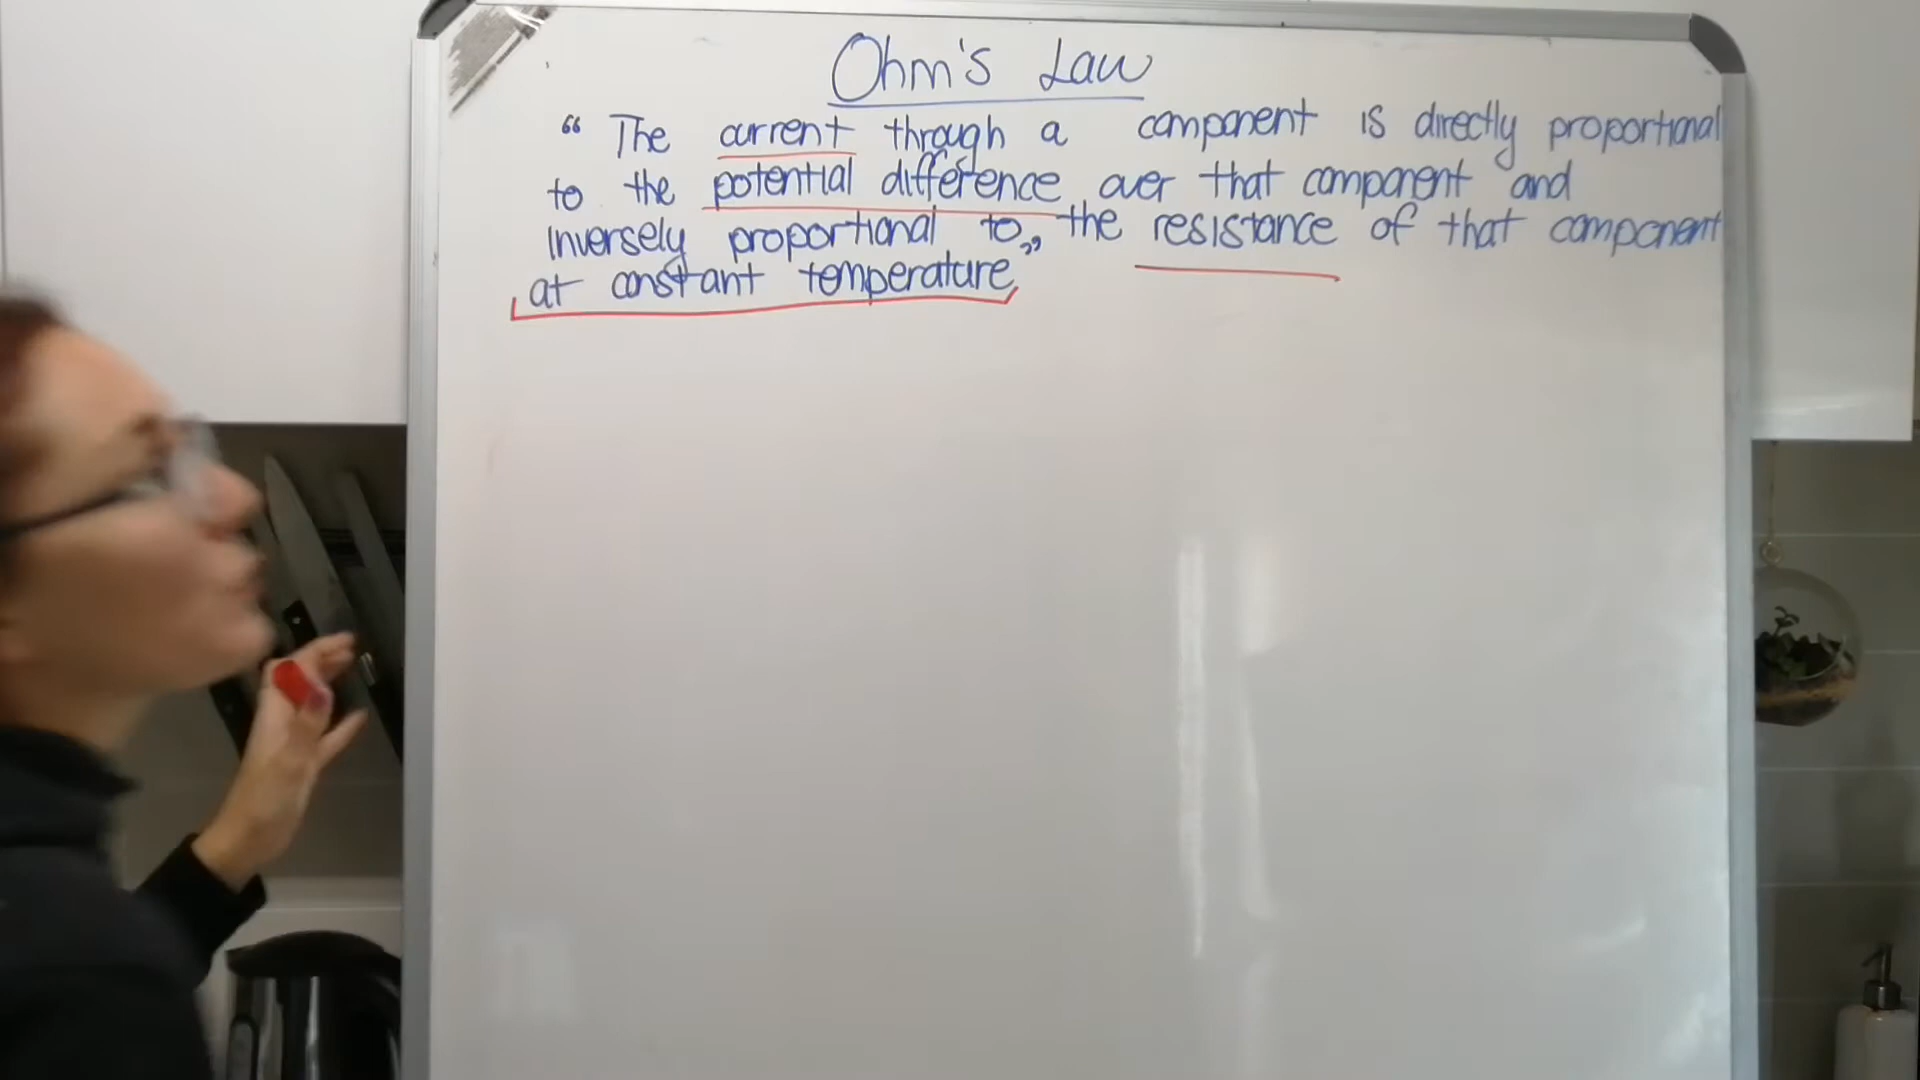 Ohm's Law
“ The current through a component is directly proportional
to the potential difference over that component and
inversely proportional to„ the resistance of that component
at constant temperature”